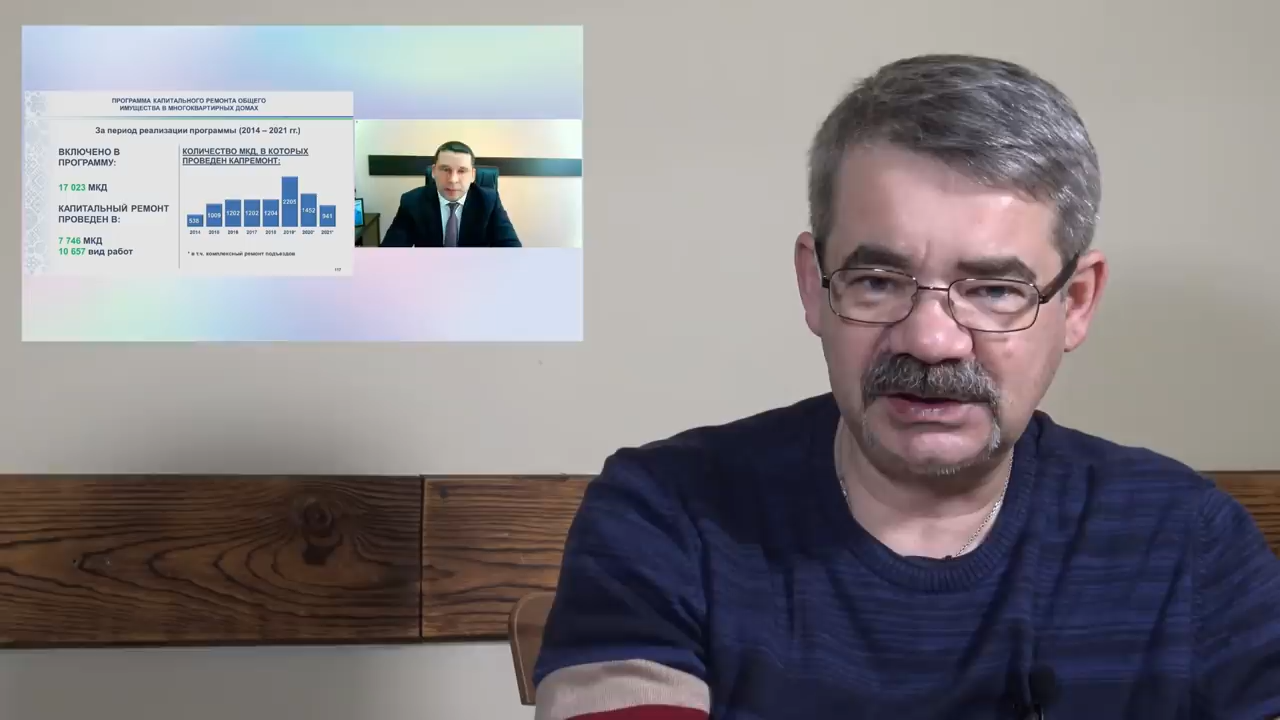 ПРОГРАММА КАПИТАЛЬНОГО РЕМОНТА ОБЩЕГО
ИМУЩЕСТВА В МНОГОКВАРТИРНЫХ ДОМАХ
За период реализации программы (2014 – 2021 гг.)
ВКЛЮЧЕНО В
ПРОГРАММУ:
17 023 МКД
КАПИТАЛЬНЫЙ РЕМОНТ
ПРОВЕДЕН В:
7 746 МКД
10 657 вид работ
КОЛИЧЕСТВО МКД, В КОТОРЫХ
ПРОВЕДЕН КАПРЕМОНТ:
1009 1202 1202 1204 2205 1452 941
2014 2015 2016 2017 2018 2019* 2020* 2021*
* в т.ч. комплексный ремонт подъездов